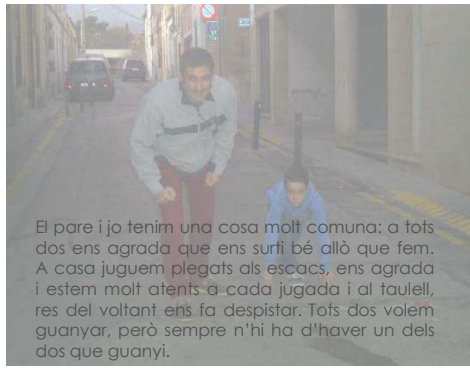 El pare i jo tenim una cosa molt comuna: a tots
dos ens agrada que ens surti bé allò que fem.
A casa juguem plegats als escacs, ens agrada
i estem molt atents a cada jugada i al taulell,
res del voltant ens fa despistar. Tots dos volem
guanyar, però sempre n'hi ha d'haver un dels
dos que guanyi.